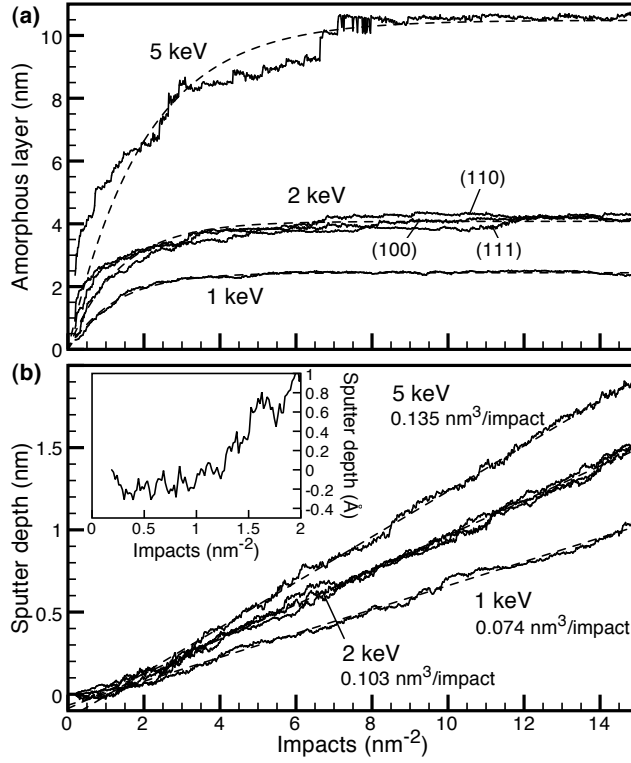 (a)
10
8
6
4
2
0
Amorphous layer (nm)
5 keV
2 keV
(110)
(100)
(111)
1 keV
(b)
1.5
1
0.5
0
Sputter depth (nm)
1
0.8
0.6
0.4
0.2
0
-0.2
-0.4
Sputter depth (Å)
0 0.5 1 1.5 2
Impacts (nm-2)
5 keV
0.135 nm3/impact
1 keV
0.074 nm3/impact
2 keV
0.103 nm3/impact
0 2 4 6 8 10 12 14
Impacts (nm-2)